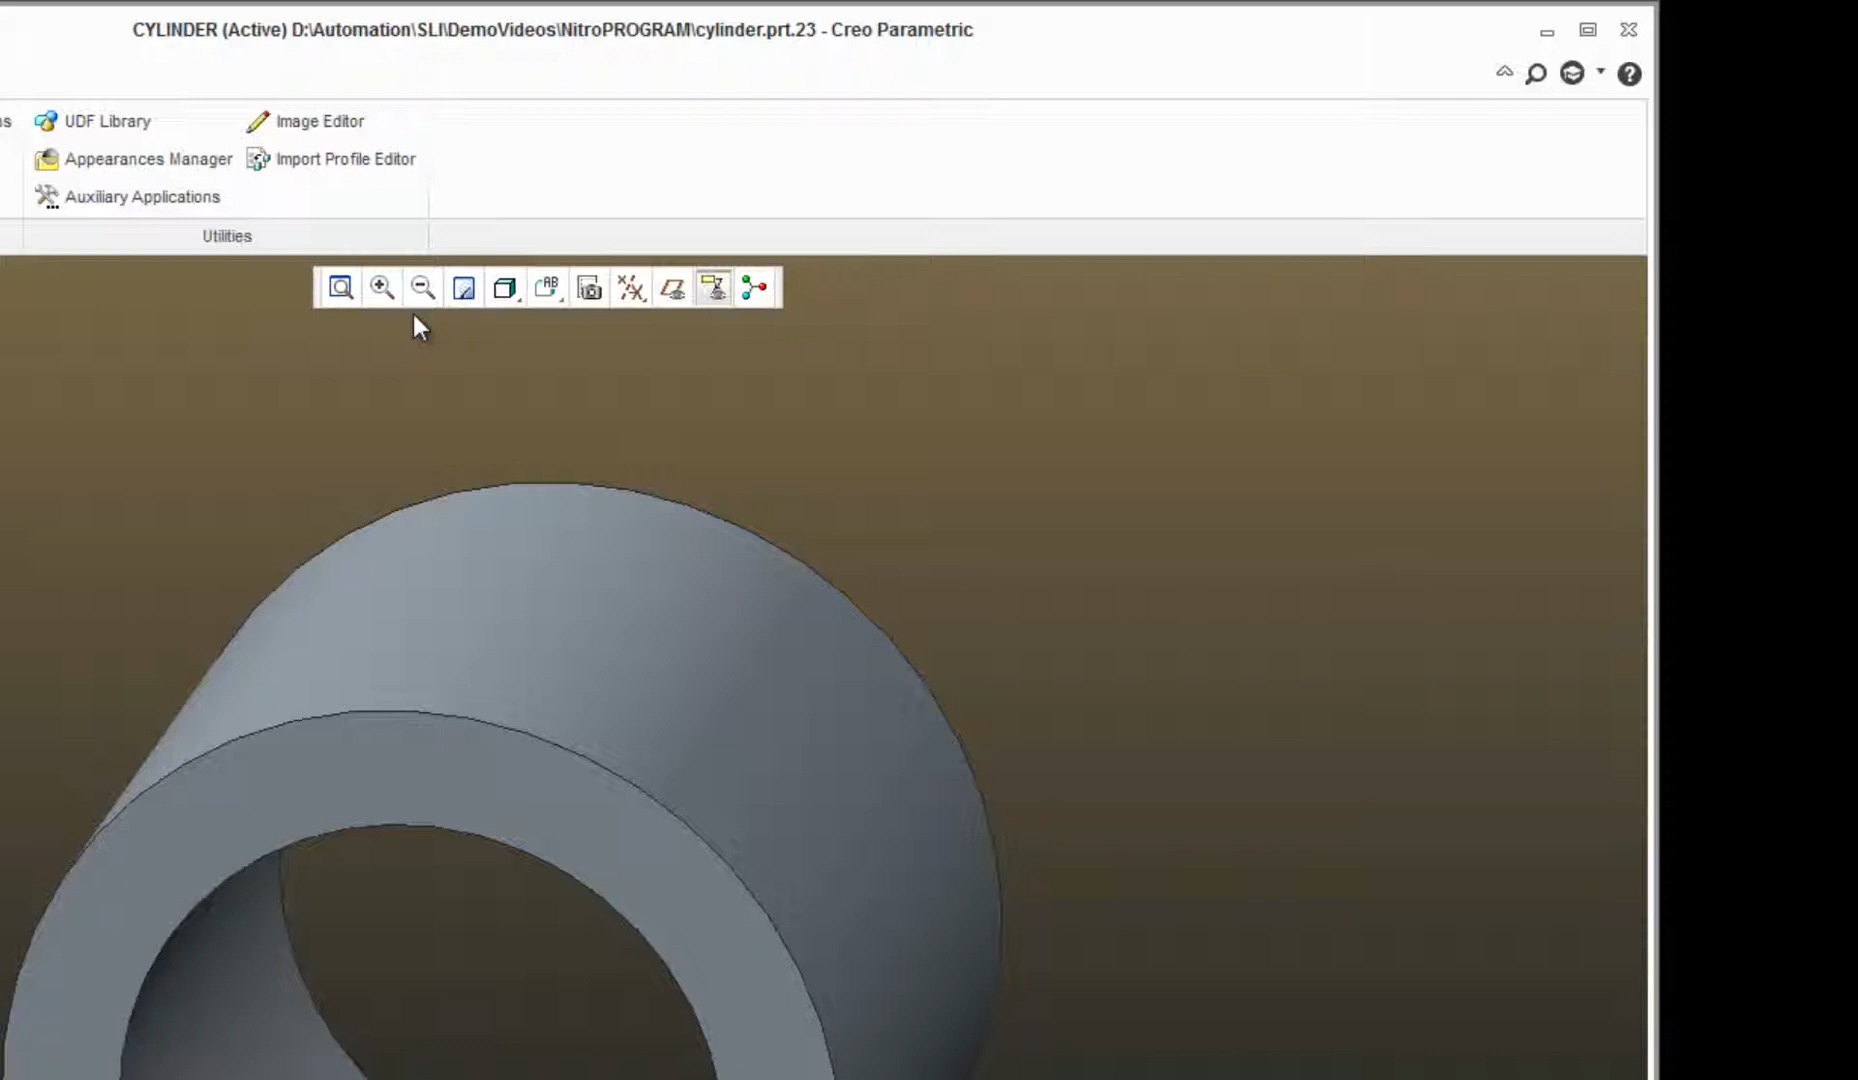 CYLINDER (Active) D:\Automation\SLI\DemoVideos\NitroPROGRAM\cylinder.prt.23 - Creo Parametric
UDF Library
Image Editor
Appearances Manager
Import Profile Editor
Auxiliary Applications
Utilities
AB